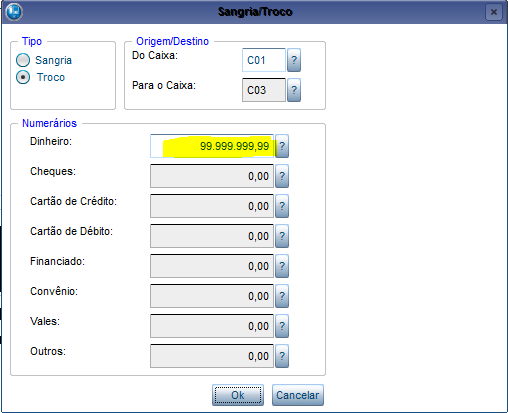 Sangria/Troco
Tipo
Sangria
Troco
Origem/Destino
Do Caixa: C01 ?
Para o Caixa: C03 ?
Numerários
Dinheiro: 99.999.999,99 ?
Cheques: 0,00 ?
Cartão de Crédito: 0,00 ?
Cartão de Débito: 0,00 ?
Financiado: 0,00 ?
Convênio: 0,00 ?
Vales: 0,00 ?
Outros: 0,00 ?
Ok Cancelar